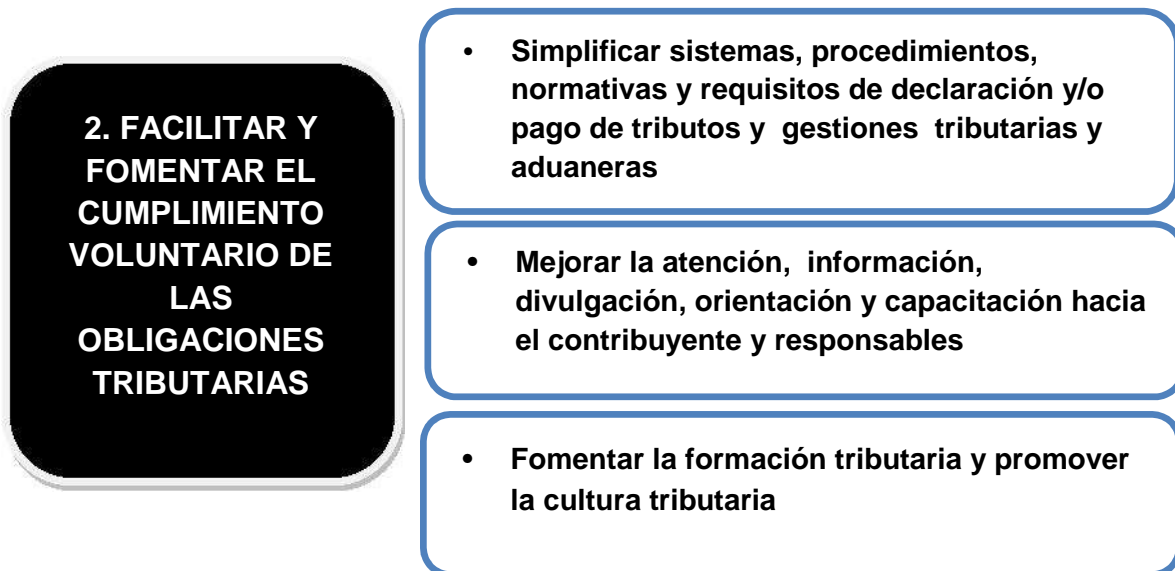 2. FACILITAR Y
FOMENTAR EL
CUMPLIMIENTO
VOLUNTARIO DE
LAS
OBLIGACIONES
TRIBUTARIAS
• Simplificar sistemas, procedimientos,
normativas y requisitos de declaración y/o
pago de tributos y gestiones tributarias y
aduaneras
• Mejorar la atención, información,
divulgación, orientación y capacitación hacia
el contribuyente y responsables
• Fomentar la formación tributaria y promover
la cultura tributaria